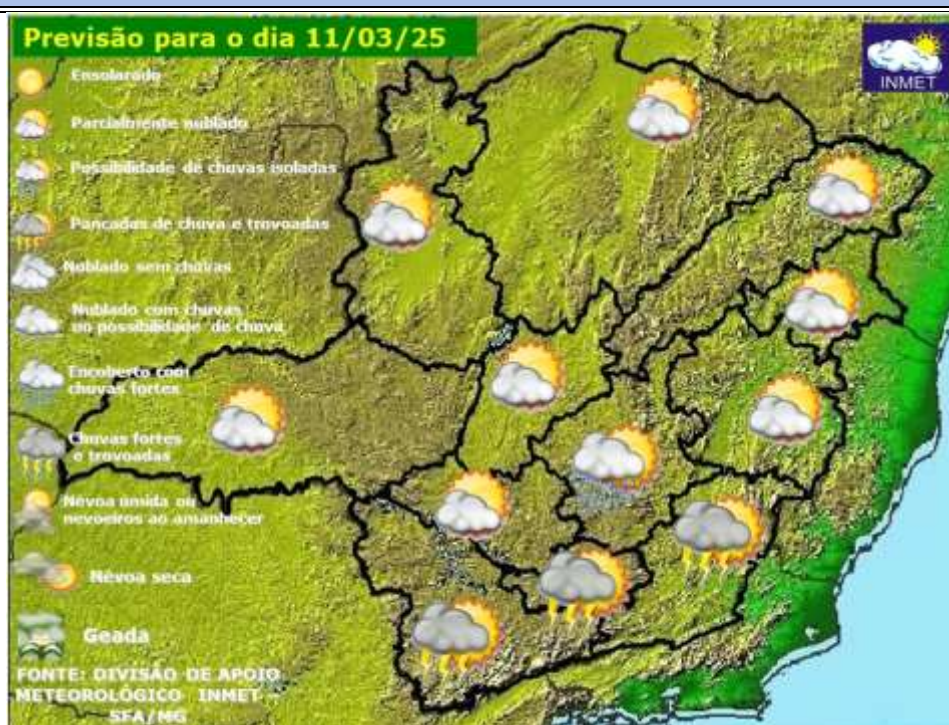 Previsão para o dia 11/03/25
INMET
Ensolarado
Parcialmente nublado
Possibilidade de chuvas isoladas
Pancadas de chuva e trovoadas
Nublado sem chuvas
Nublado com chuvas
ou possibilidade de chuva
Encoberto com
chuvas fortes
Chuvas fortes
e trovoadas
Névoa úmida ou
nevoeiros ao amanhecer
Névoa seca
Geada
FONTE: DIVISÃO DE APOIO
METEOROLÓGICO INMET -
SFA/MG